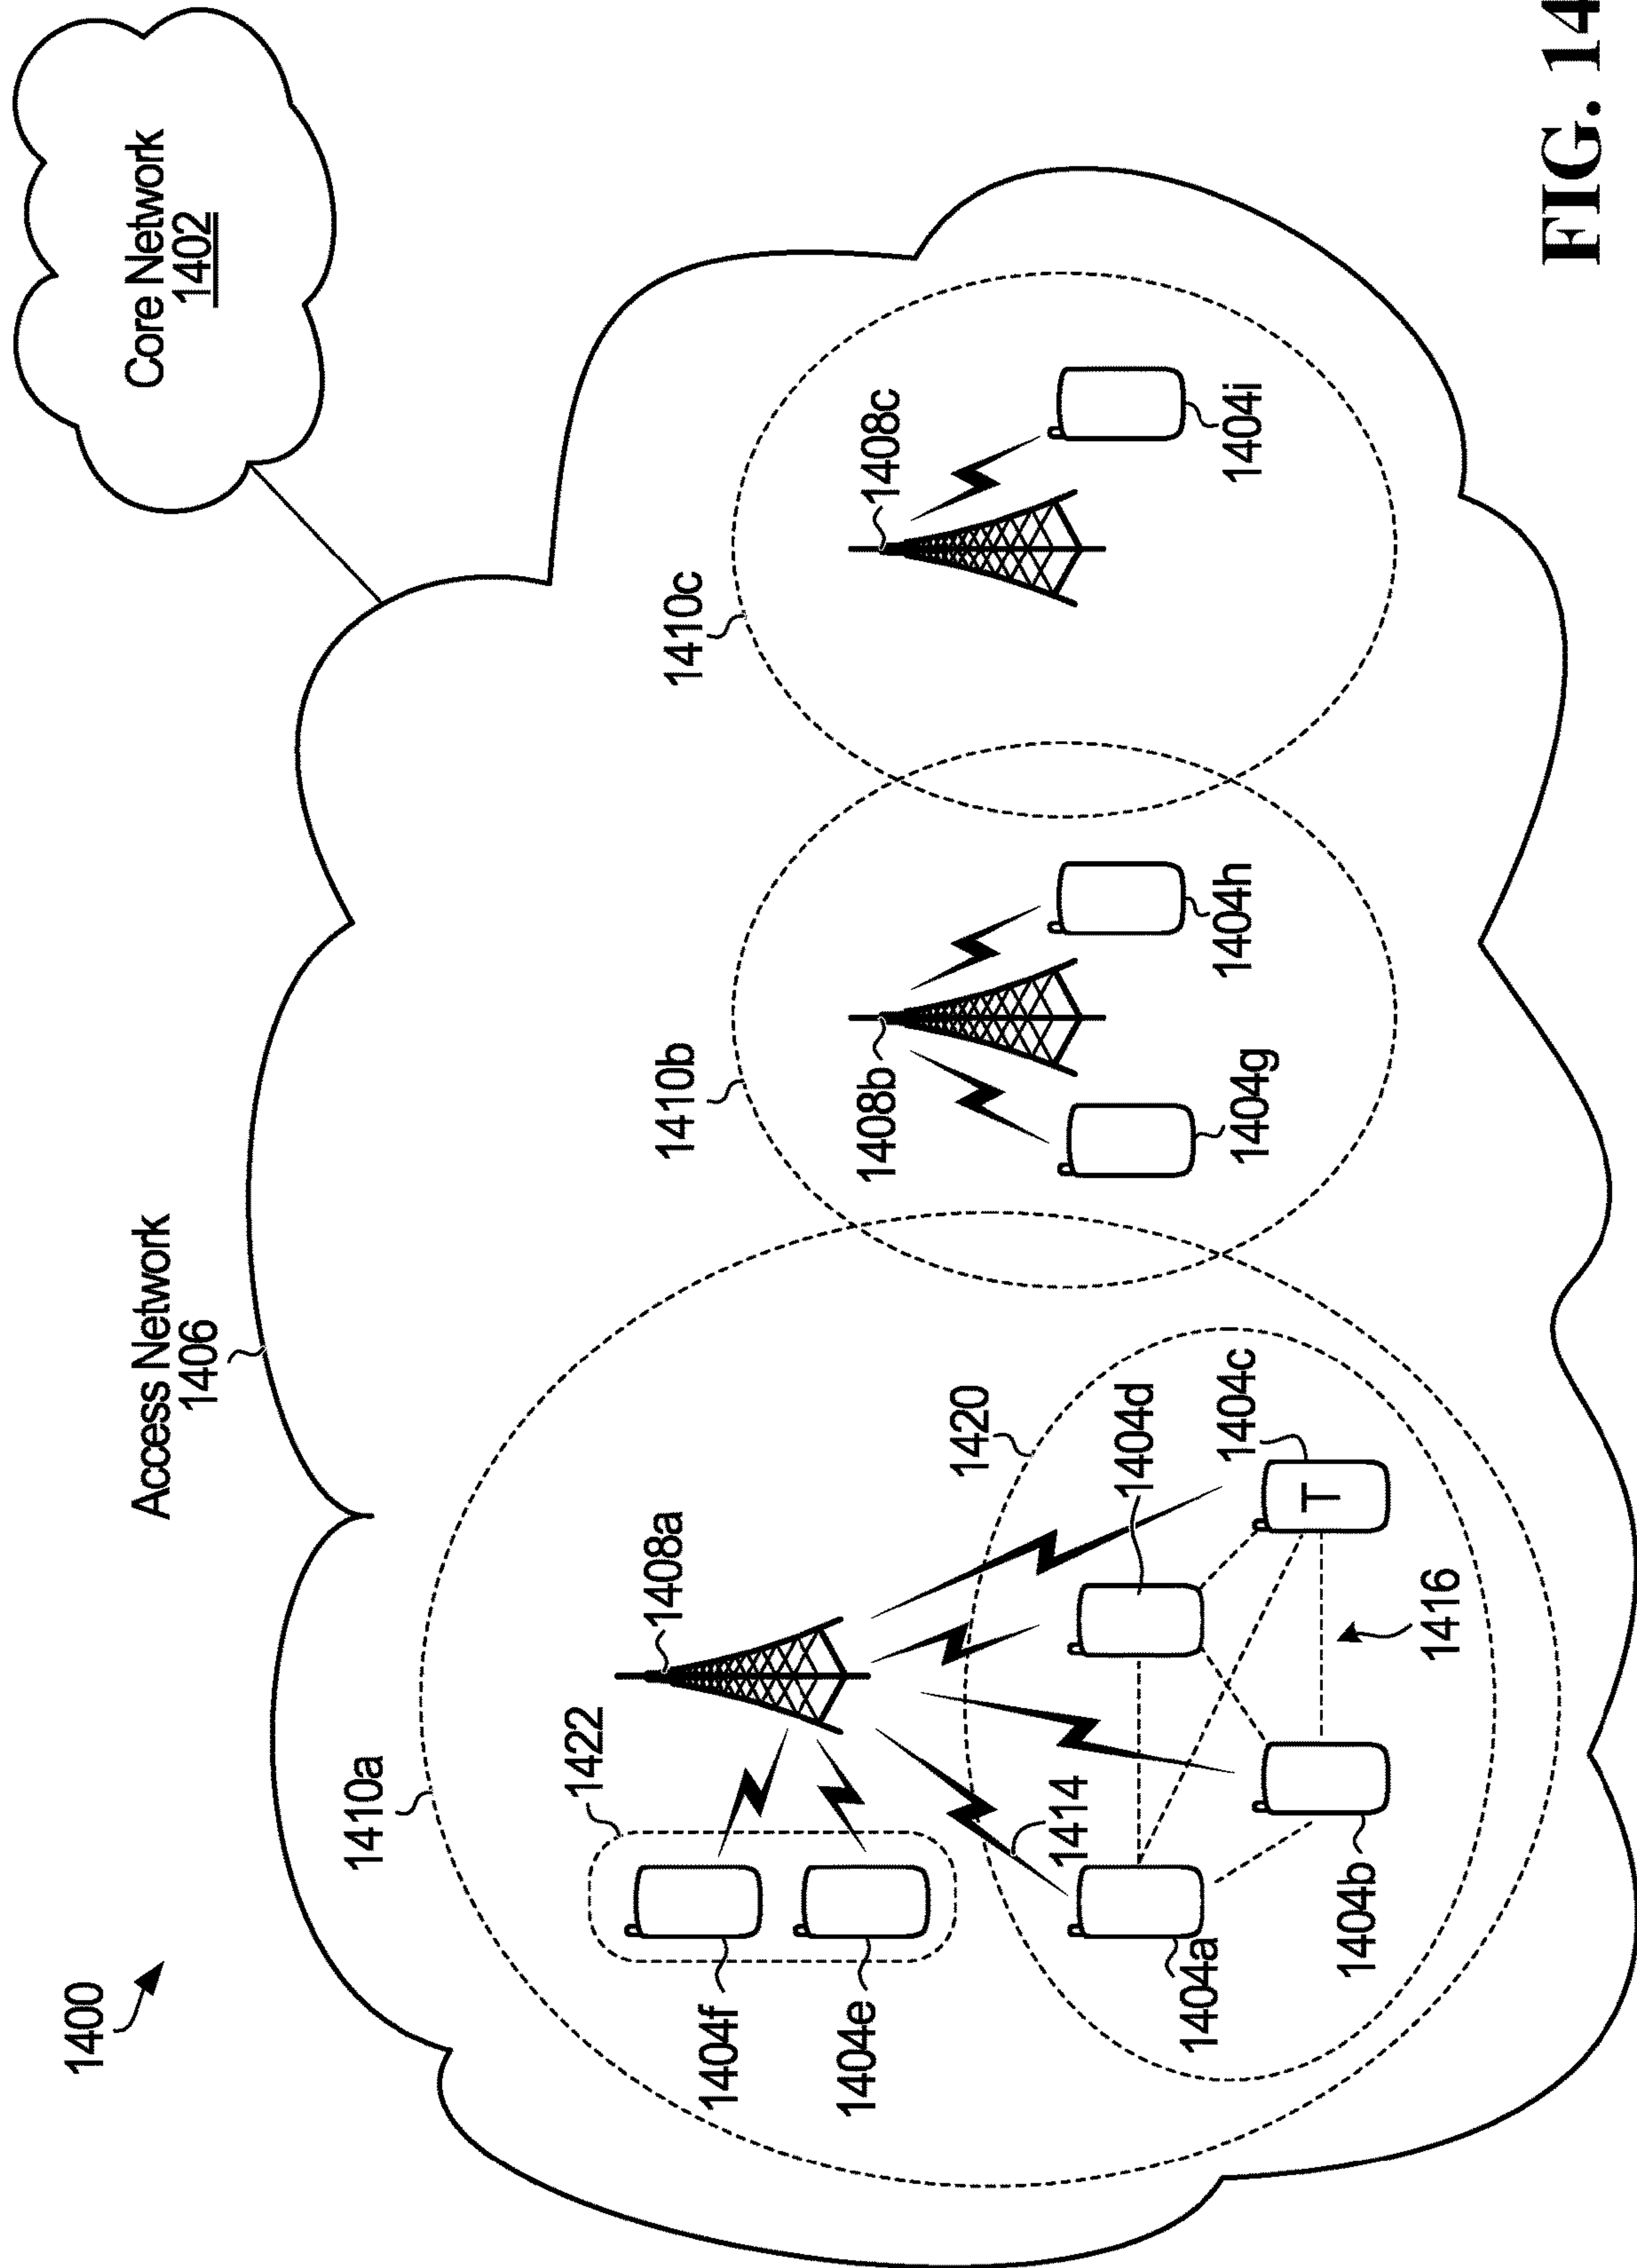 1400
Access Network
1406
Core Network
1402
1410a
1408a
1422
1404f
1404e
1414
1420
1404d
1404c
T
1416
1404a
1404b
1410b
1408b
1404g
1404h
1410c
1408c
1404i
FIG. 14